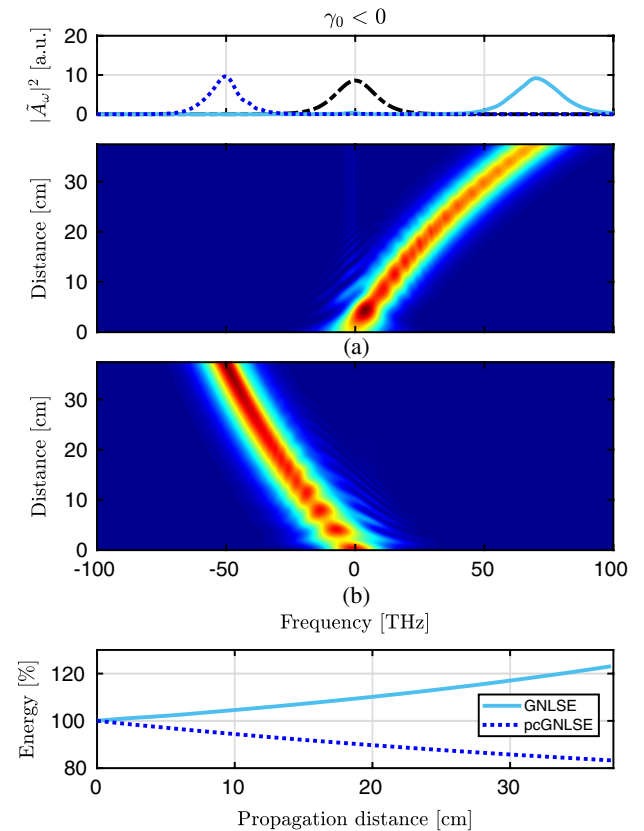 γ₀ < 0
20
10
0
|Ã_ω|² [a.u.]
30
20
10
0
Distance [cm]
(a)
30
20
10
0
Distance [cm]
-100 -50 0 50 100
(b)
Frequency [THz]
120
100
80
Energy [%]
GNLSE
pcGNLSE
0 10 20 30
Propagation distance [cm]